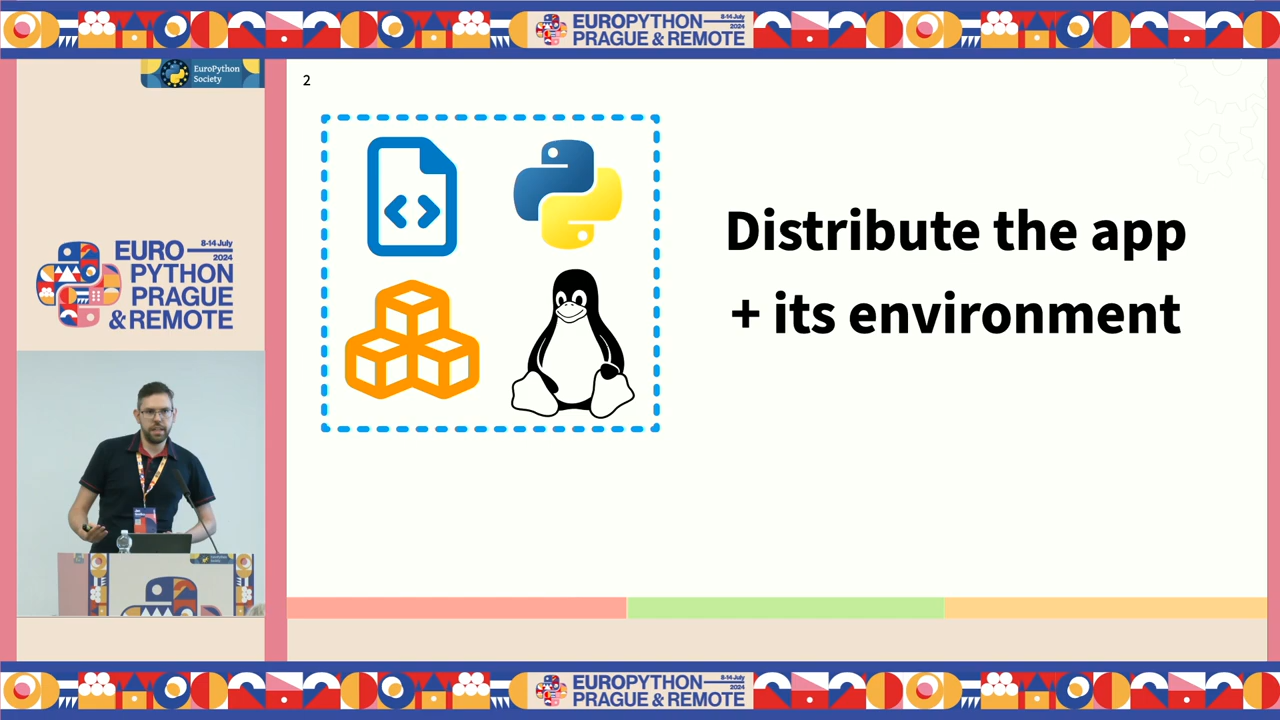 EUROPYTHON
8-14 July
2024
PRAGUE & REMOTE
EuroPython
Society
2
EURO
8-14 July
2024
PYTHON
PRAGUE
& REMOTE
Distribute the app
+ its environment
EUROPYTHON
8-14 July
2024
PRAGUE & REMOTE